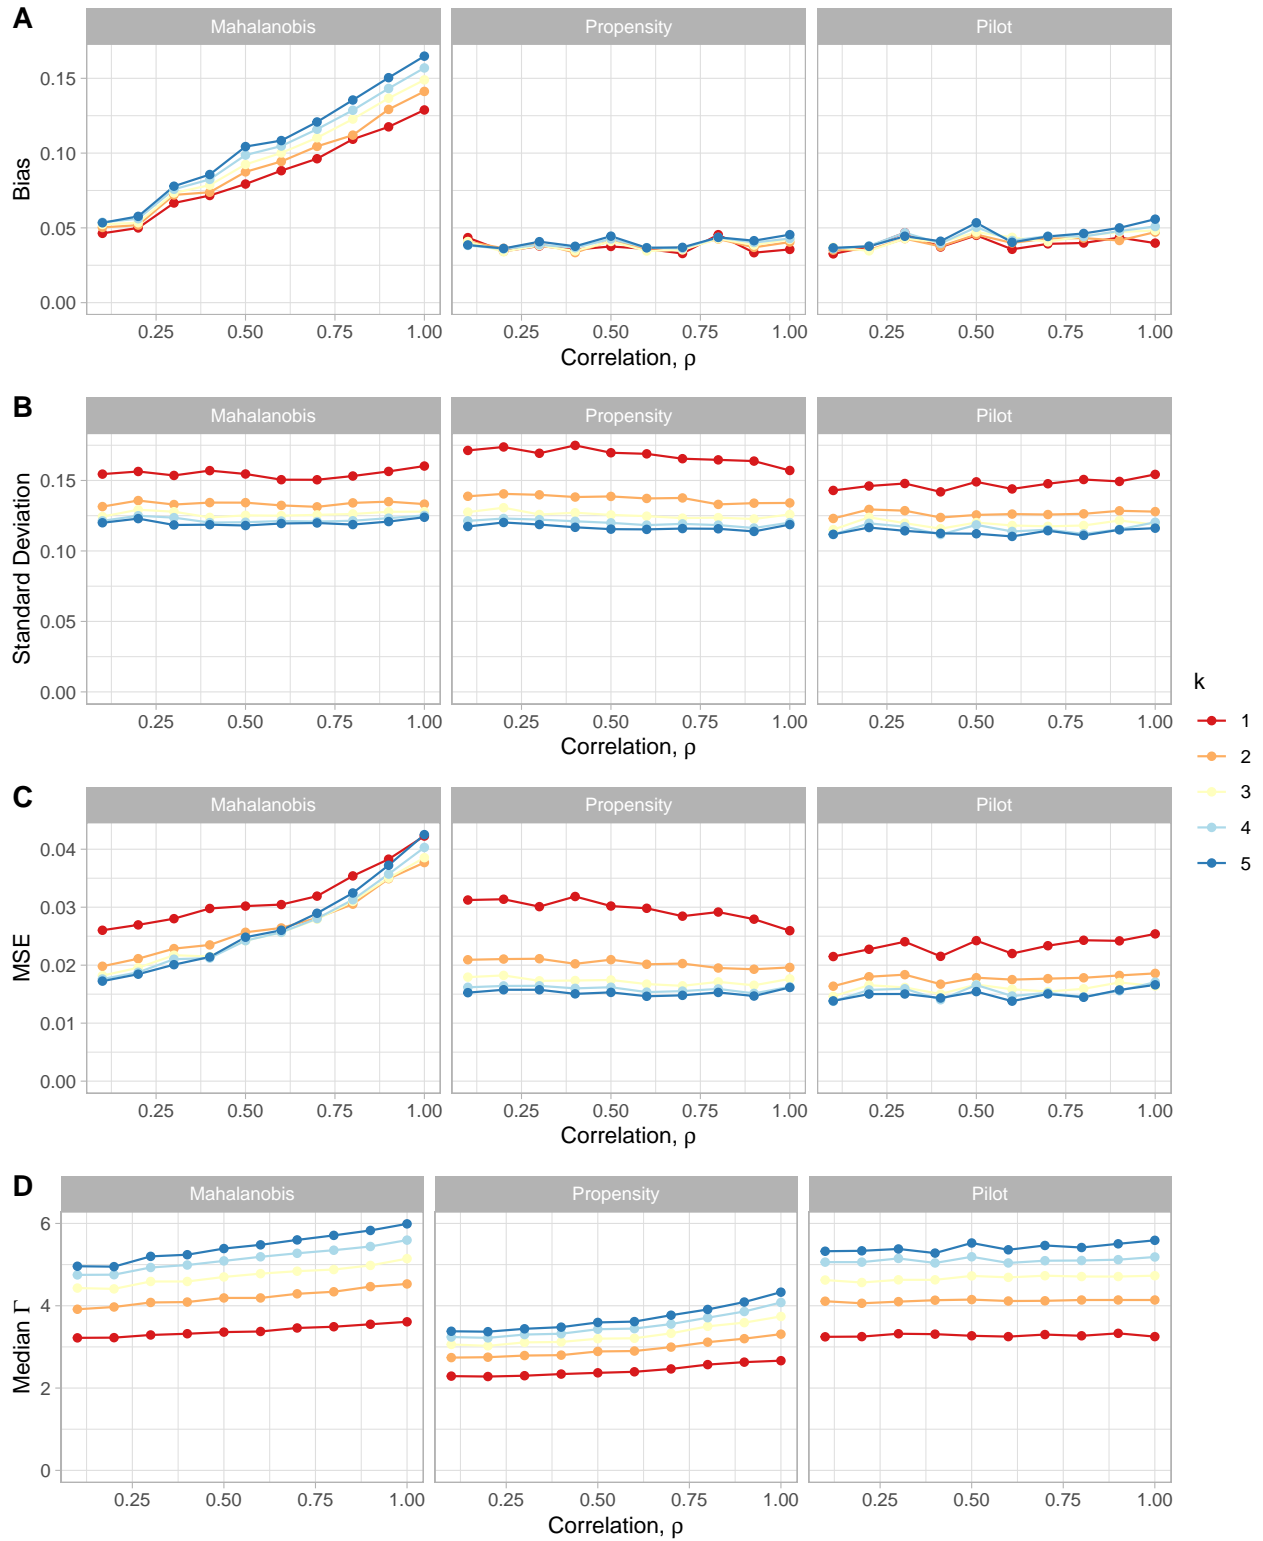 A
Mahalanobis Propensity Pilot
0.15
0.10
0.05
0.00
Bias
0.25 0.50 0.75 1.00 0.25 0.50 0.75 1.00 0.25 0.50 0.75 1.00
Correlation, ρ
B
Mahalanobis Propensity Pilot
0.15
0.10
0.05
0.00
Standard Deviation
0.25 0.50 0.75 1.00 0.25 0.50 0.75 1.00 0.25 0.50 0.75 1.00
Correlation, ρ
k
1
2
3
4
5
C
Mahalanobis Propensity Pilot
0.04
0.03
0.02
0.01
0.00
MSE
0.25 0.50 0.75 1.00 0.25 0.50 0.75 1.00 0.25 0.50 0.75 1.00
Correlation, ρ
D
Mahalanobis Propensity Pilot
6
4
2
0
Median Γ
0.25 0.50 0.75 1.00 0.25 0.50 0.75 1.00 0.25 0.50 0.75 1.00
Correlation, ρ